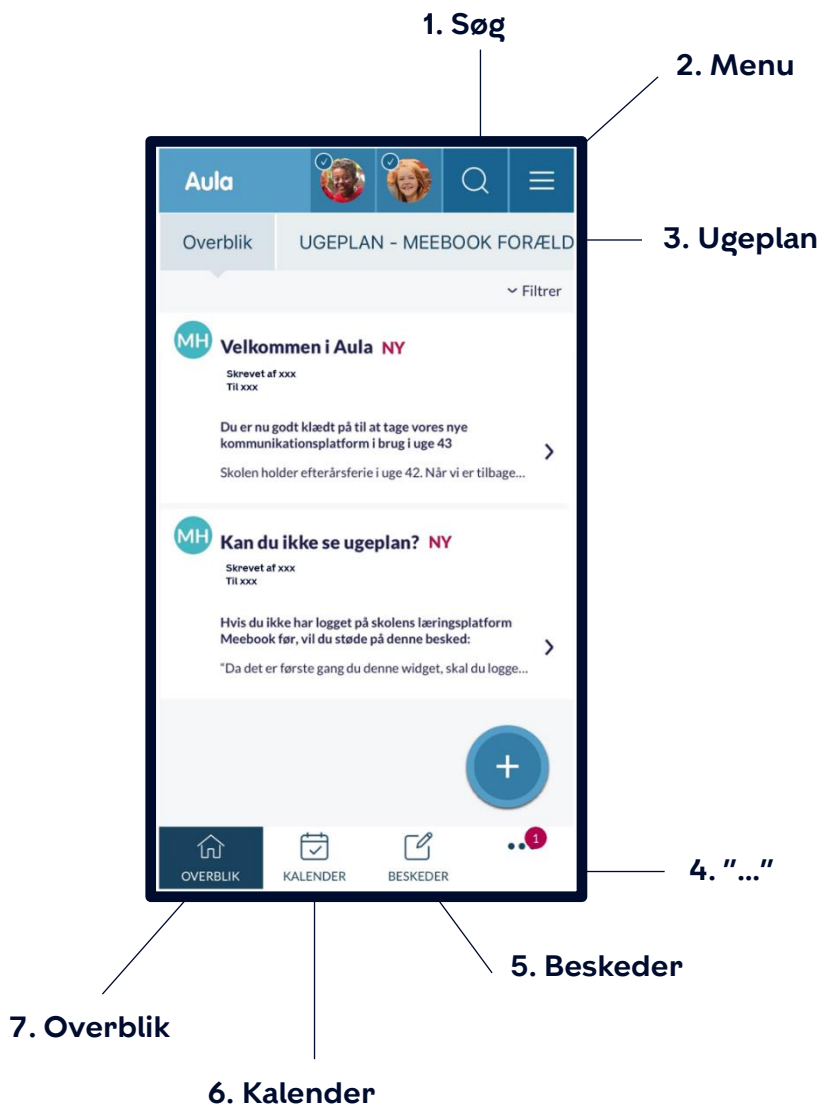 1. Søg
2. Menu
Aula
Overblik
UGEPLAN - MEEBOOK FORÆLD
3. Ugeplan
Filtrer
MH
Velkommen i Aula NY
Skrevet af xxx
Til xxx
Du er nu godt klædt på til at tage vores nye
kommunikationsplatform i brug i uge 43
Skolen holder efterårsferie i uge 42. Når vi er tilbage...
MH
Kan du ikke se ugeplan? NY
Skrevet af xxx
Til xxx
Hvis du ikke har logget på skolens læringsplatform
Meebook før, vil du støde på denne besked:
"Da det er første gang du denne widget, skal du logge...
+
1
OVERBLIK
KALENDER
BESKEDER
4. "..."
5. Beskeder
7. Overblik
6. Kalender